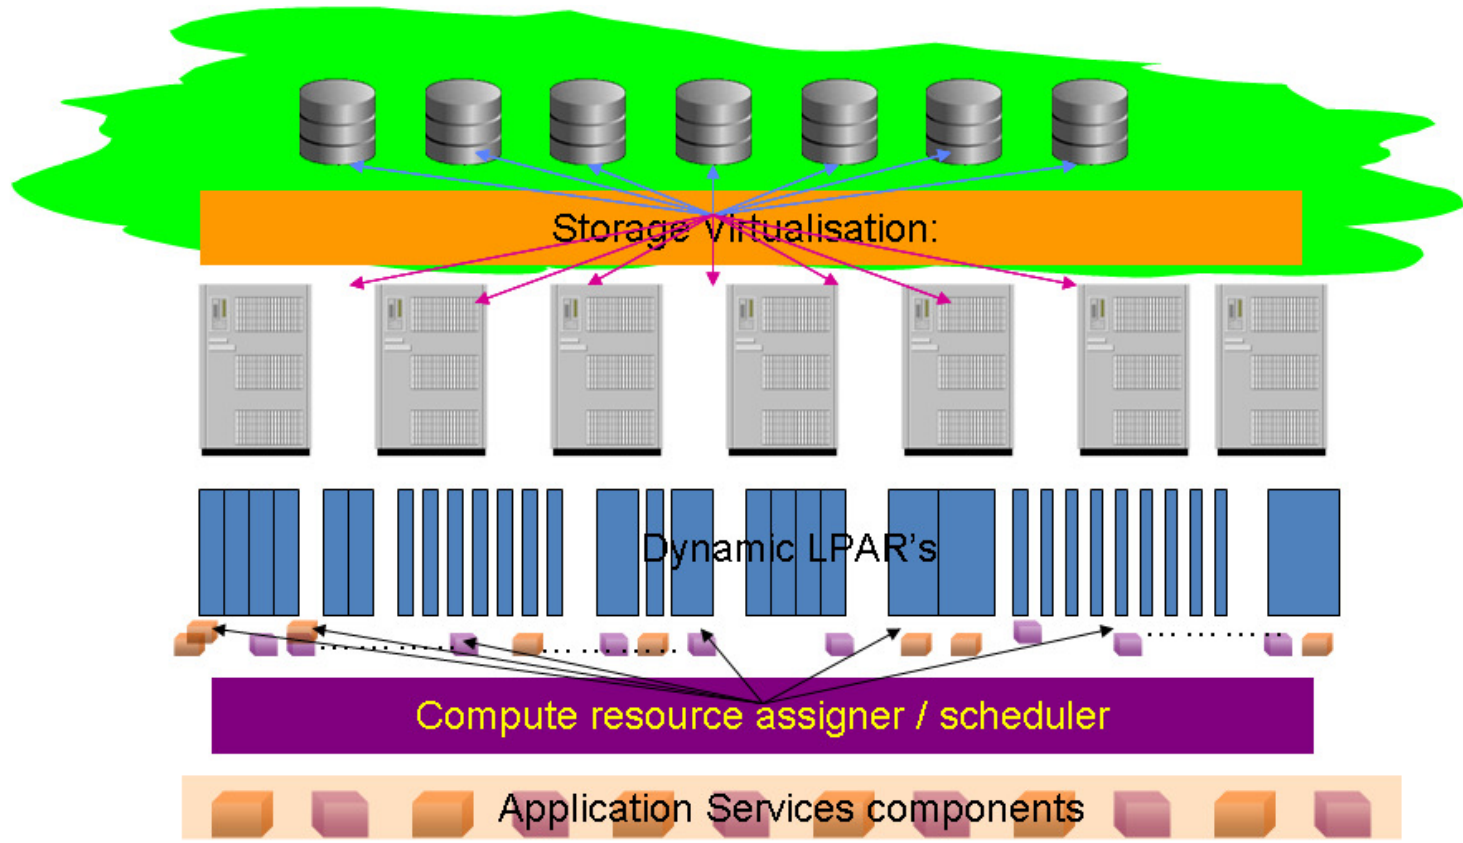 Storage Virtualisation:
Dynamic LPAR's
Compute resource assigner / scheduler
Application Services components